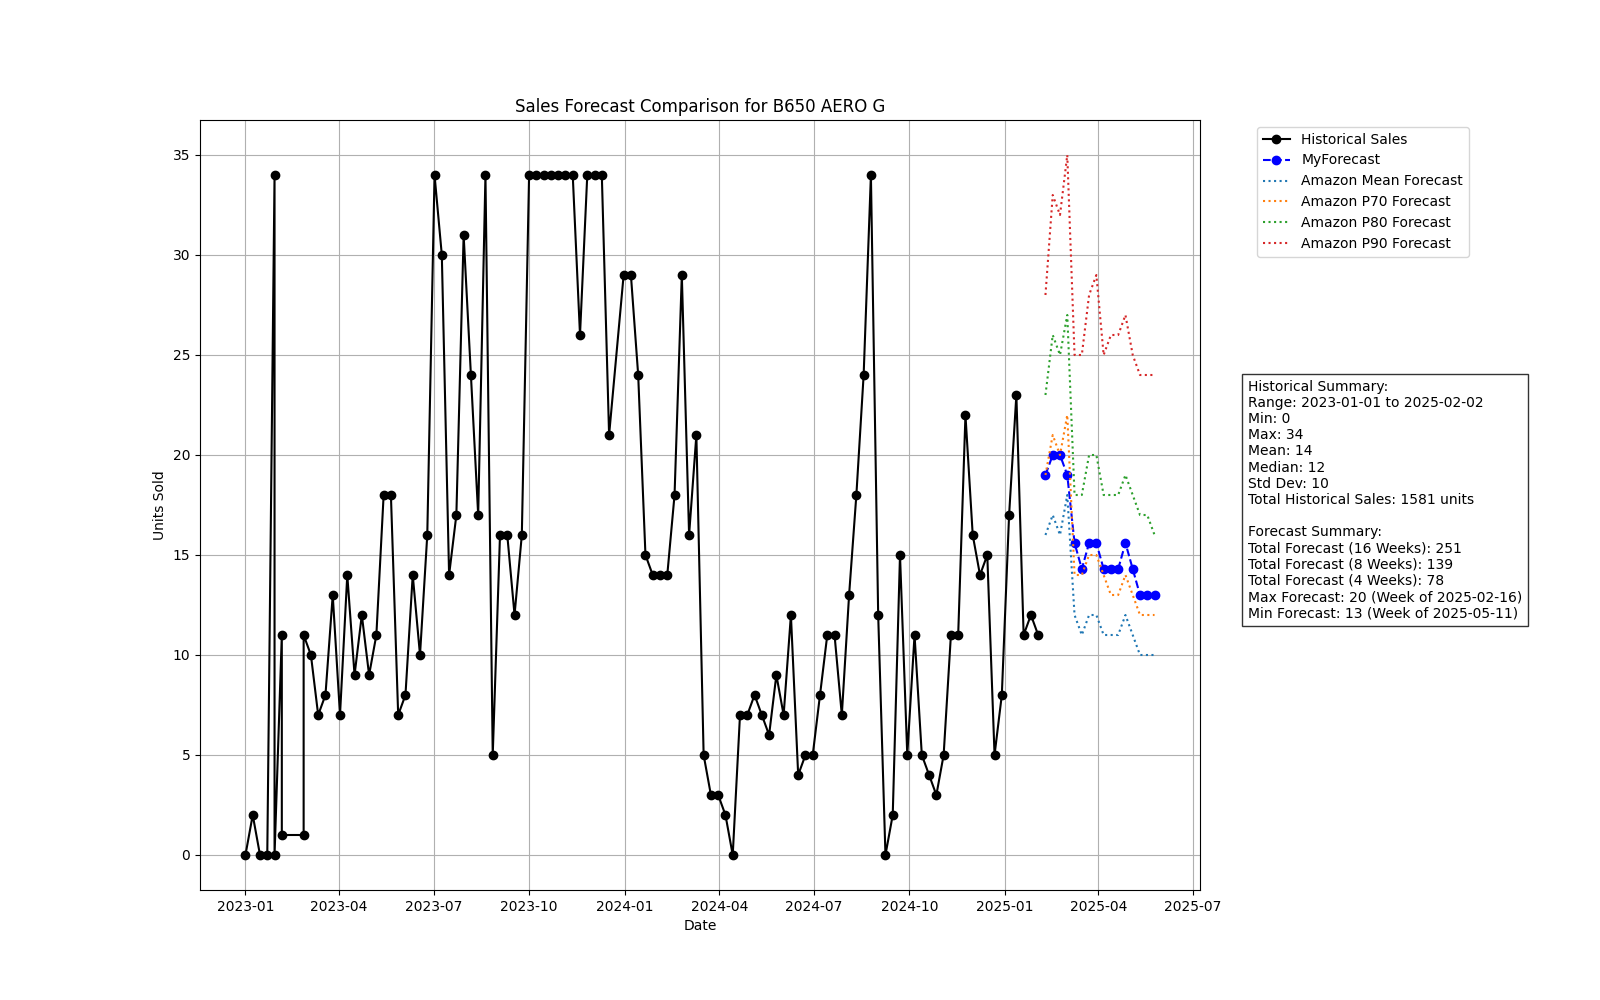 Sales Forecast Comparison for B650 AERO G
Units Sold
35
30
25
20
15
10
5
0
2023-01
2023-04
2023-07
2023-10
2024-01
2024-04
2024-07
2024-10
2025-01
2025-04
2025-07
Date
Historical Sales
MyForecast
Amazon Mean Forecast
Amazon P70 Forecast
Amazon P80 Forecast
Amazon P90 Forecast
Historical Summary:
Range: 2023-01-01 to 2025-02-02
Min: 0
Max: 34
Mean: 14
Median: 12
Std Dev: 10
Total Historical Sales: 1581 units
Forecast Summary:
Total Forecast (16 Weeks): 251
Total Forecast (8 Weeks): 139
Total Forecast (4 Weeks): 78
Max Forecast: 20 (Week of 2025-02-16)
Min Forecast: 13 (Week of 2025-05-11)